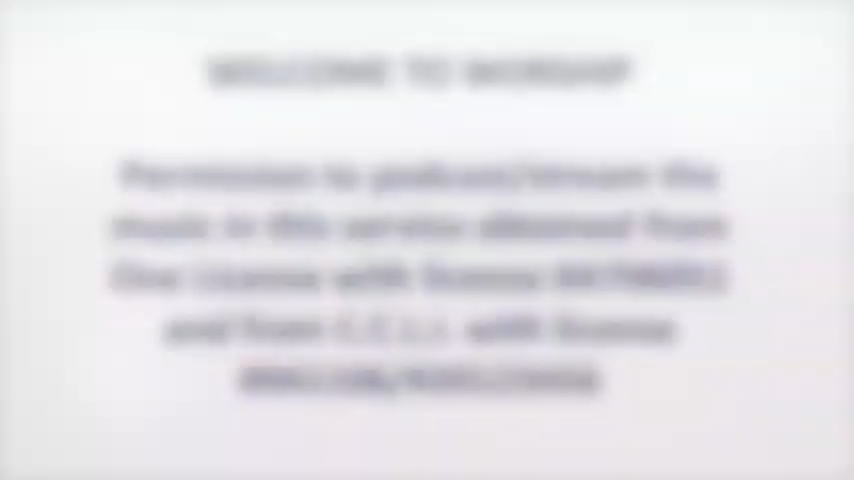 WELCOME TO WORSHIP
Permission to podcast/stream the
music in this service obtained from
One License with license
and from C.C.L.I. with license